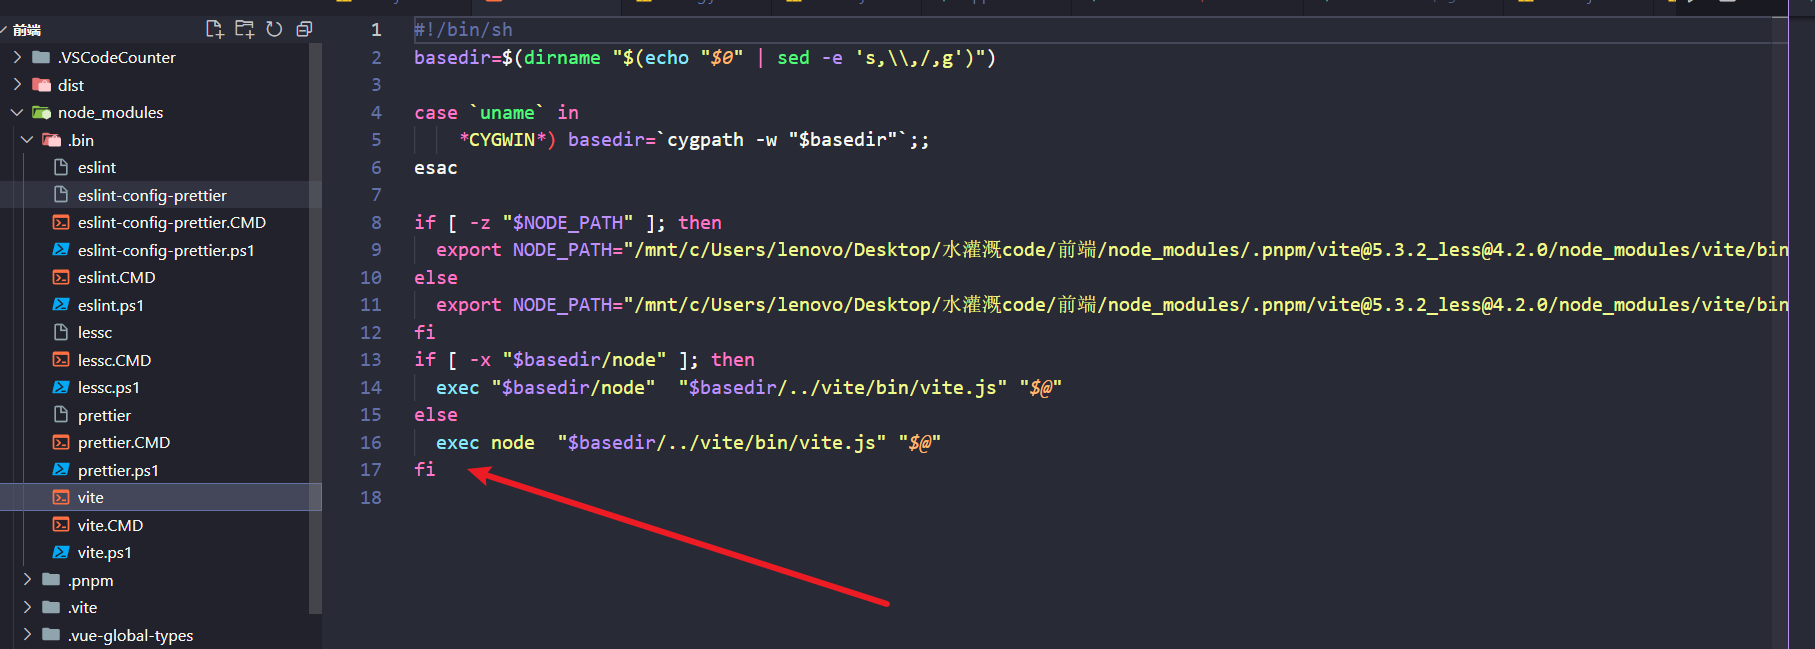 前端
.VSCodeCounter
dist
node_modules
.bin
eslint
eslint-config-prettier
eslint-config-prettier.CMD
eslint-config-prettier.ps1
eslint.CMD
eslint.ps1
lessc
lessc.CMD
lessc.ps1
prettier
prettier.CMD
prettier.ps1
vite
vite.CMD
vite.ps1
.pnpm
.vite
.vue-global-types
1 #!/bin/sh
2 basedir=$(dirname "$(echo "$0" | sed -e 's,\\,/,g')")
3
4 case `uname` in
5     *CYGWIN*) basedir=`cygpath -w "$basedir"`;;
6 esac
7
8 if [ -z "$NODE_PATH" ]; then
9   export NODE_PATH="/mnt/c/Users/lenovo/Desktop/水灌溉code/前端/node_modules/.pnpm/vite@5.3.2_less@4.2.0/node_modules/vite/bin
10 else
11   export NODE_PATH="/mnt/c/Users/lenovo/Desktop/水灌溉code/前端/node_modules/.pnpm/vite@5.3.2_less@4.2.0/node_modules/vite/bin
12 fi
13 if [ -x "$basedir/node" ]; then
14   exec "$basedir/node"  "$basedir/../vite/bin/vite.js" "$@"
15 else
16   exec node  "$basedir/../vite/bin/vite.js" "$@"
17 fi
18